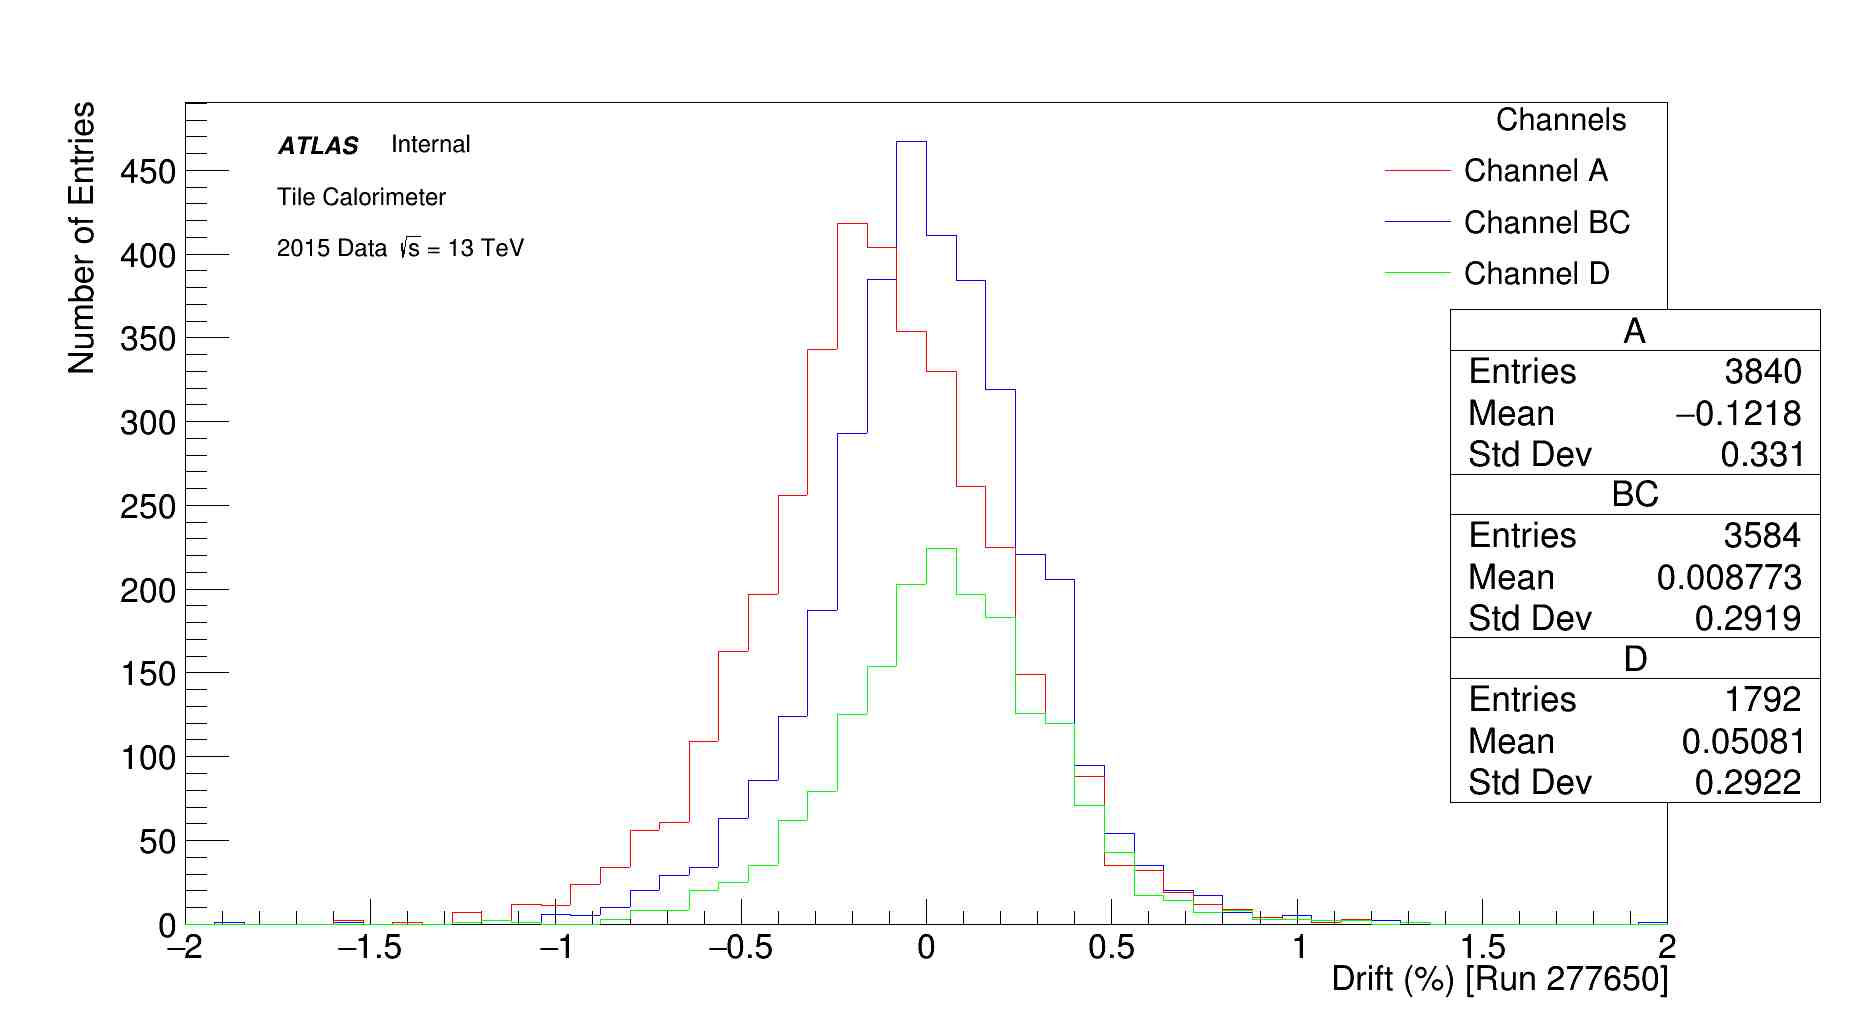 Number of Entries
ATLAS Internal
Tile Calorimeter
2015 Data √s = 13 TeV
Channels
Channel A
Channel BC
Channel D
A
Entries 3840
Mean −0.1218
Std Dev 0.331
BC
Entries 3584
Mean 0.008773
Std Dev 0.2919
D
Entries 1792
Mean 0.05081
Std Dev 0.2922
450
400
350
300
250
200
150
100
50
0
−2 −1.5 −1 −0.5 0 0.5 1 1.5 2
Drift (%) [Run 277650]